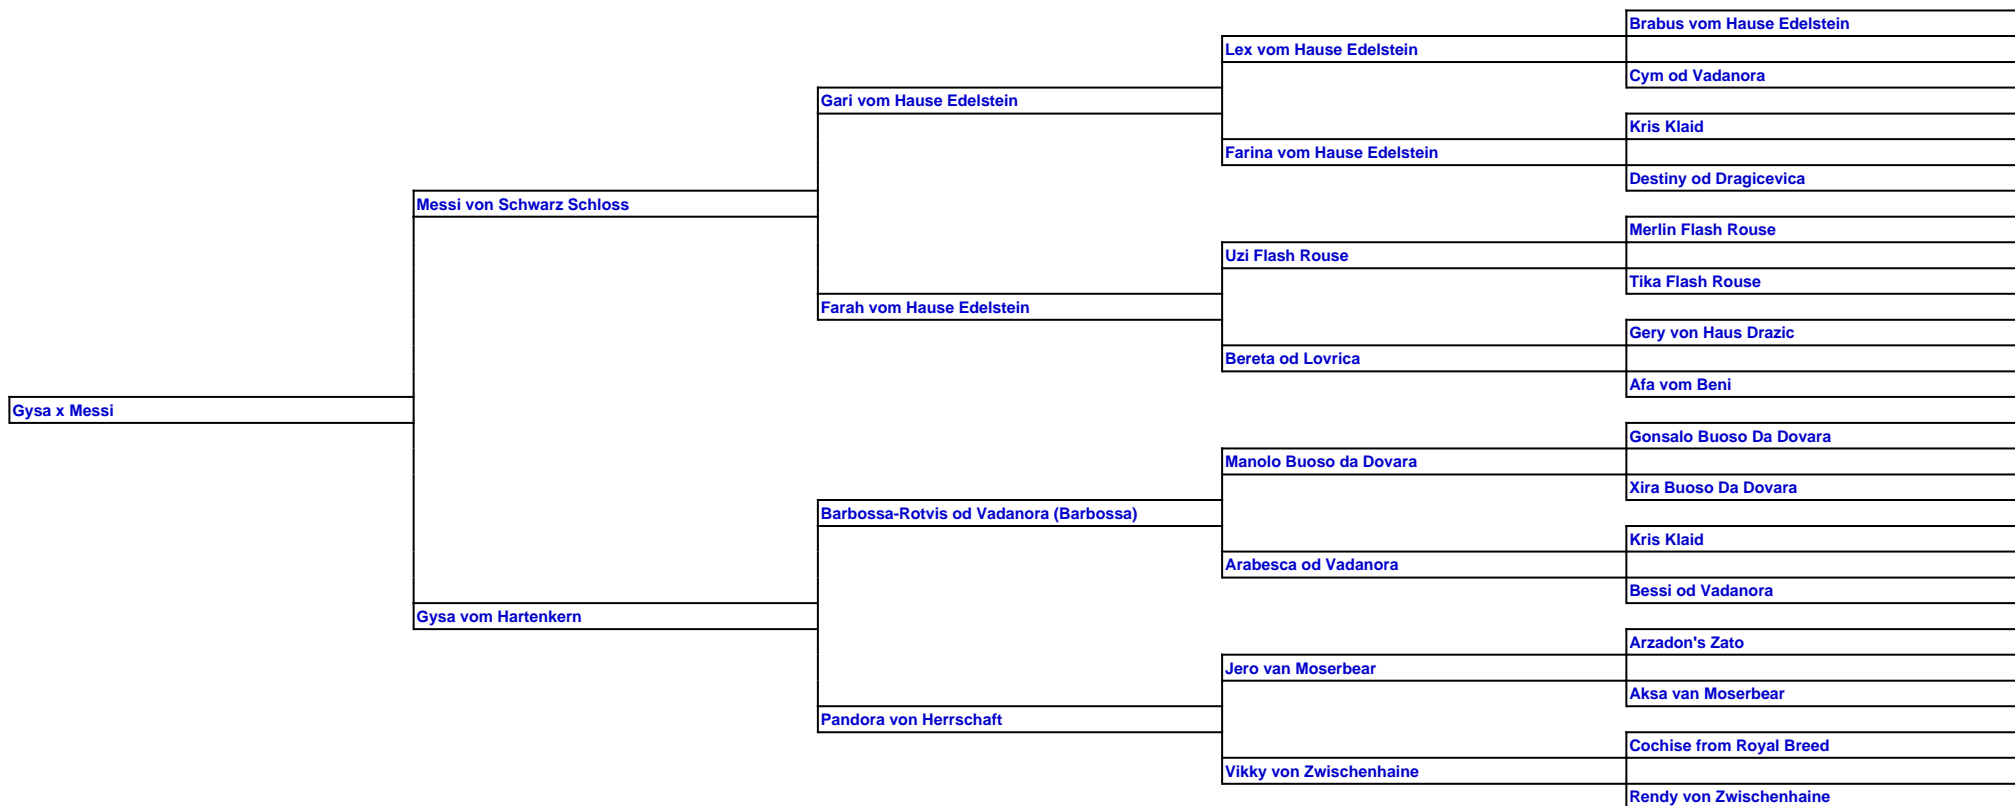 Brabus vom Hause Edelstein
Lex vom Hause Edelstein
Cym od Vadanora
Gari vom Hause Edelstein
Kris Klaid
Farina vom Hause Edelstein
Destiny od Dragicevica
Messi von Schwarz Schloss
Merlin Flash Rouse
Uzi Flash Rouse
Tika Flash Rouse
Farah vom Hause Edelstein
Gery von Haus Drazic
Bereta od Lovrica
Afa vom Beni
Gysa x Messi
Gonsalo Buoso Da Dovara
Manolo Buoso da Dovara
Xira Buoso Da Dovara
Barbossa-Rotvis od Vadanora (Barbossa)
Kris Klaid
Arabesca od Vadanora
Bessi od Vadanora
Gysa vom Hartenkern
Arzadon's Zato
Jero van Moserbear
Aksa van Moserbear
Pandora von Herrschaft
Cochise from Royal Breed
Vikky von Zwischenhaine
Rendy von Zwischenhaine